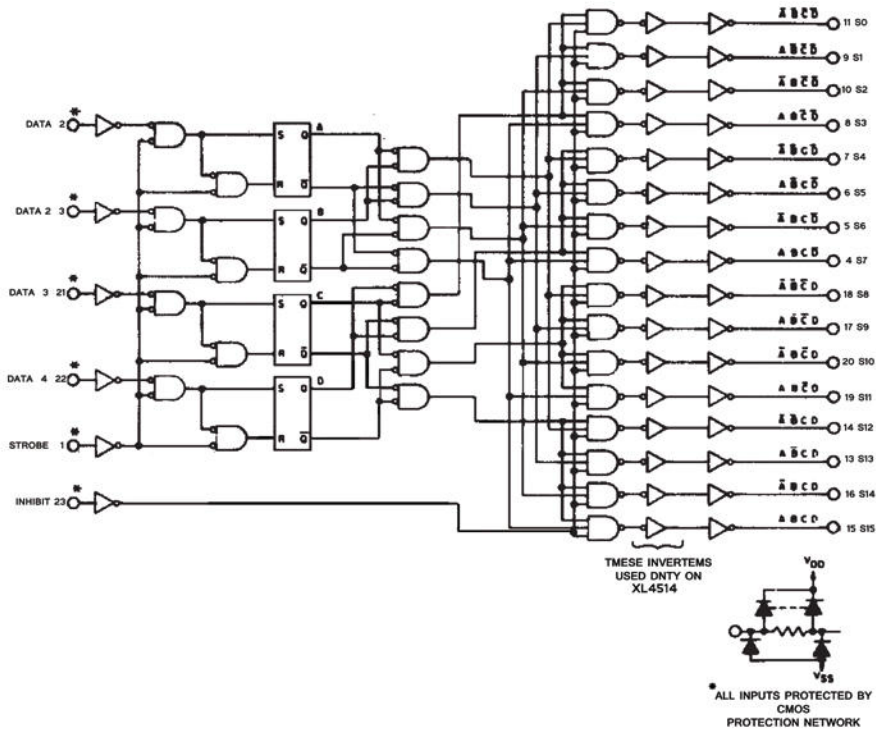 A̅ B̅ C̅ D̅
11 S0
A B̅ C̅ D̅
9 S1
A̅ B C̅ D̅
10 S2
A B C̅ D̅
8 S3
A̅ B̅ C D̅
7 S4
A B̅ C D̅
6 S5
A̅ B C D̅
5 S6
A B C D̅
4 S7
A̅ B̅ C̅ D
18 S8
A B̅ C̅ D
17 S9
A̅ B C̅ D
20 S10
A B C̅ D
19 S11
A̅ B̅ C D
14 S12
A B̅ C D
13 S13
A̅ B C D
16 S14
A B C D
15 S15
*
DATA 2
S Q A
R Q̅
*
DATA 2 3
S Q B
R Q̅
*
DATA 3 21
S Q C
R Q̅
*
DATA 4 22
S Q D
R Q̅
*
STROBE 1
*
INHIBIT 23
TMESE INVERTEMS
USED DNTY ON
XL4514
VDD
VSS
*ALL INPUTS PROTECTED BY
CMOS
PROTECTION NETWORK